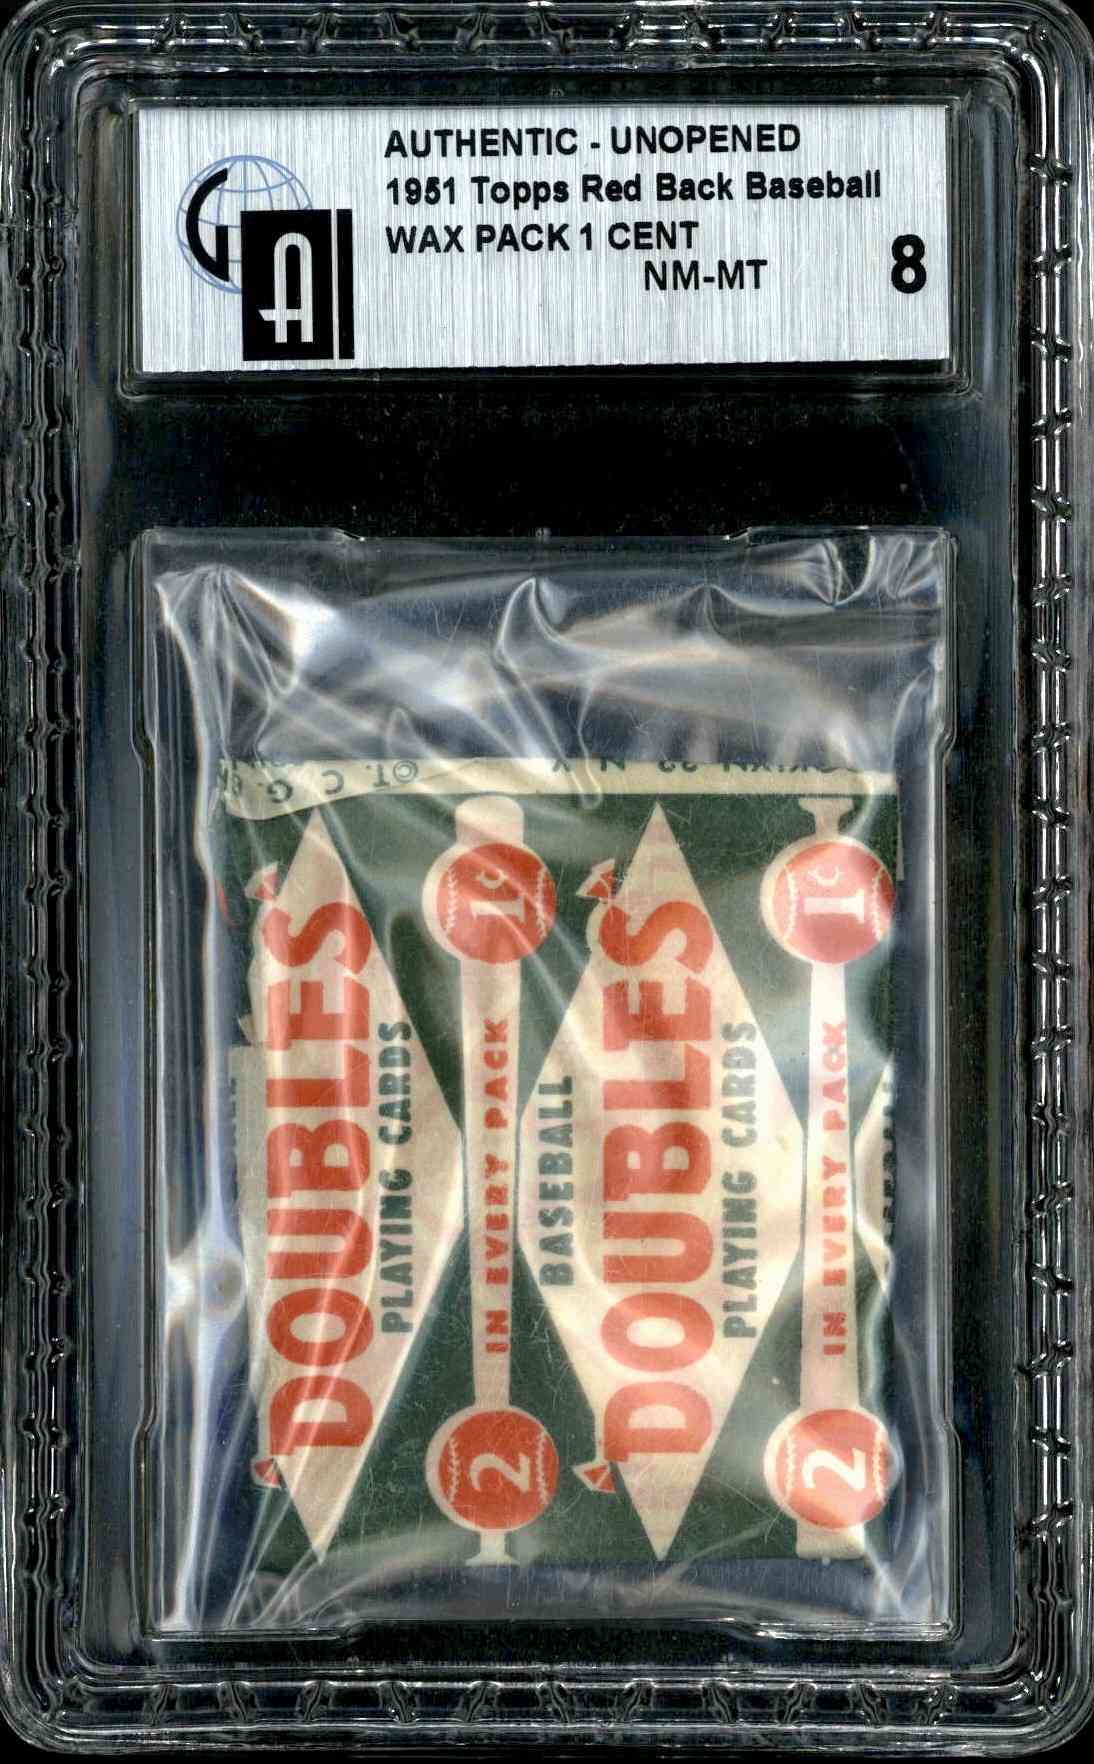 AUTHENTIC - UNOPENED
1951 Topps Red Back Baseball
WAX PACK 1 CENT
NM-MT 8
GA
©T. C. G.
N. Y.
DOUBLES
PLAYING CARDS
2 IN EVERY PACK 1¢
BASEBALL
DOUBLES
PLAYING CARDS
2 IN EVERY PACK 1¢